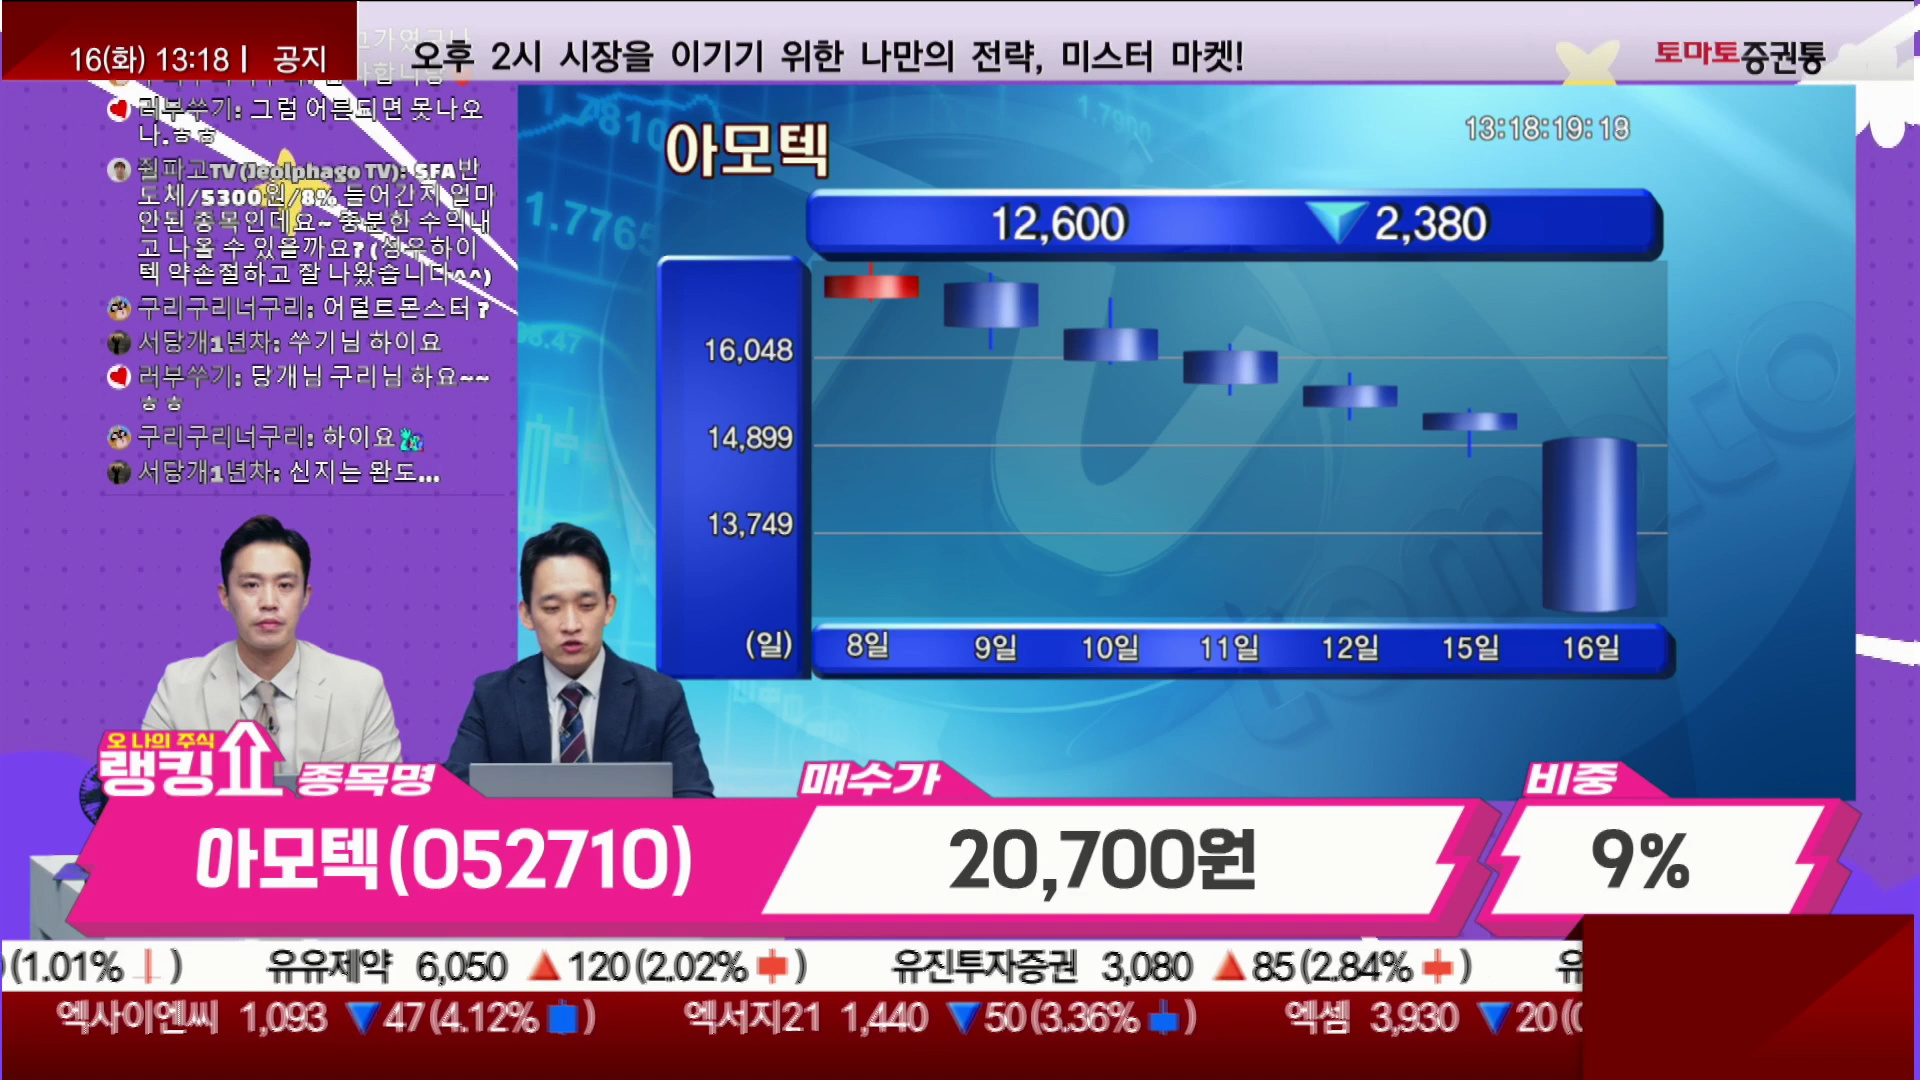 16(화) 13:18 | 공지
오후 2시 시장을 이기기 위한 나만의 전략, 미스터 마켓!
토마토증권통
러부쑤기: 그럼 어른되면 못나오
나.ㅎㅎ
쩔파고TV (Jeolphago TV): SFA반
도체/5300원/8% 들어간지 얼마
안된 종목인데요~ 충분한 수익내
고 나올 수 있을까요? (성우하이
텍 약손절하고 잘 나왔습니다^^)
구리구리너구리: 어덜트몬스터 ?
서당개1년차: 쑤기님 하이요
러부쑤기: 당개님 구리님 하요~~
ㅎㅎ
구리구리너구리: 하이요
서당개1년차: 신지는 완도...
아모텍
13:18:19:18
12,600 ▼ 2,380
16,048
14,899
13,749
(일) 8일 9일 10일 11일 12일 15일 16일
1.7765
오 나의 주식
랭킹쇼
종목명 매수가 비중
아모텍(052710) 20,700원 9%
(1.01% ) 유유제약 6,050 ▲120(2.02% ) 유진투자증권 3,080 ▲85(2.84% ) 유
엑사이엔씨 1,093 ▼47(4.12% ) 엑서지21 1,440 ▼50(3.36% ) 엑셈 3,930 ▼20